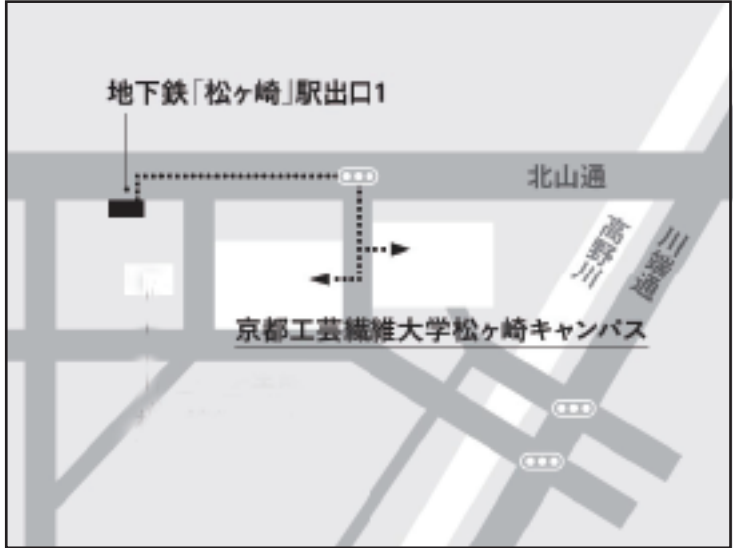 地下鉄「松ヶ崎」駅出口1
北山通
高野川
川端通
京都工芸繊維大学松ヶ崎キャンパス